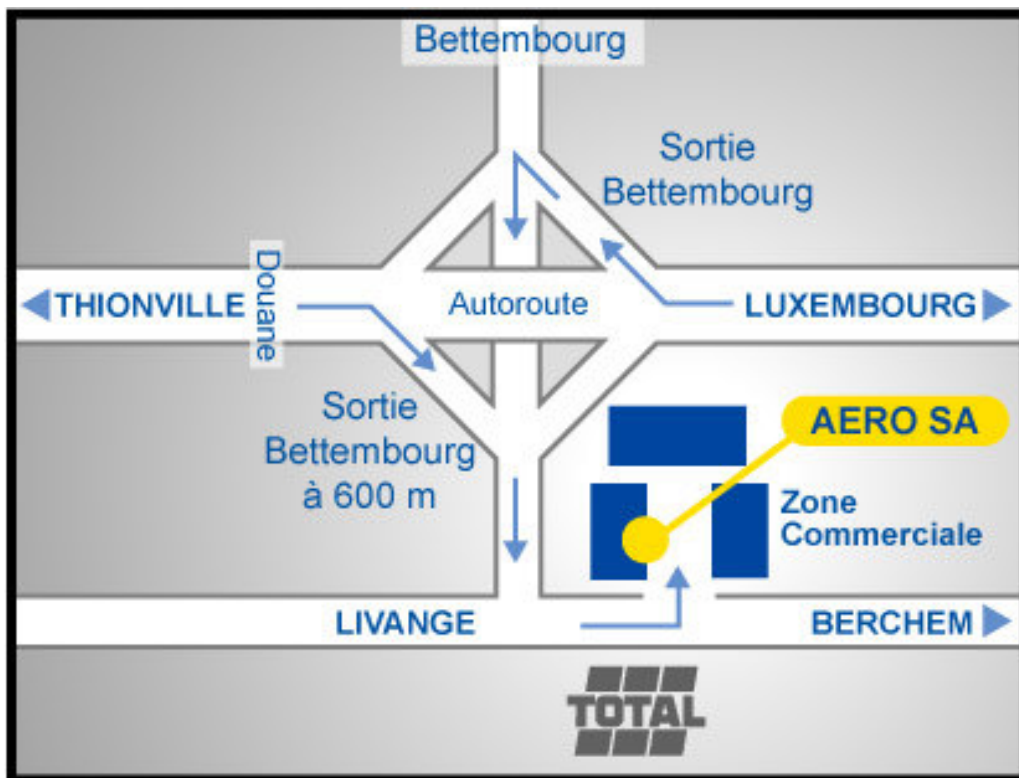 Bettembourg
Sortie
Bettembourg
Douane
THIONVILLE
Autoroute
LUXEMBOURG
Sortie
Bettembourg
à 600 m
AERO SA
Zone
Commerciale
LIVANGE
BERCHEM
TOTAL